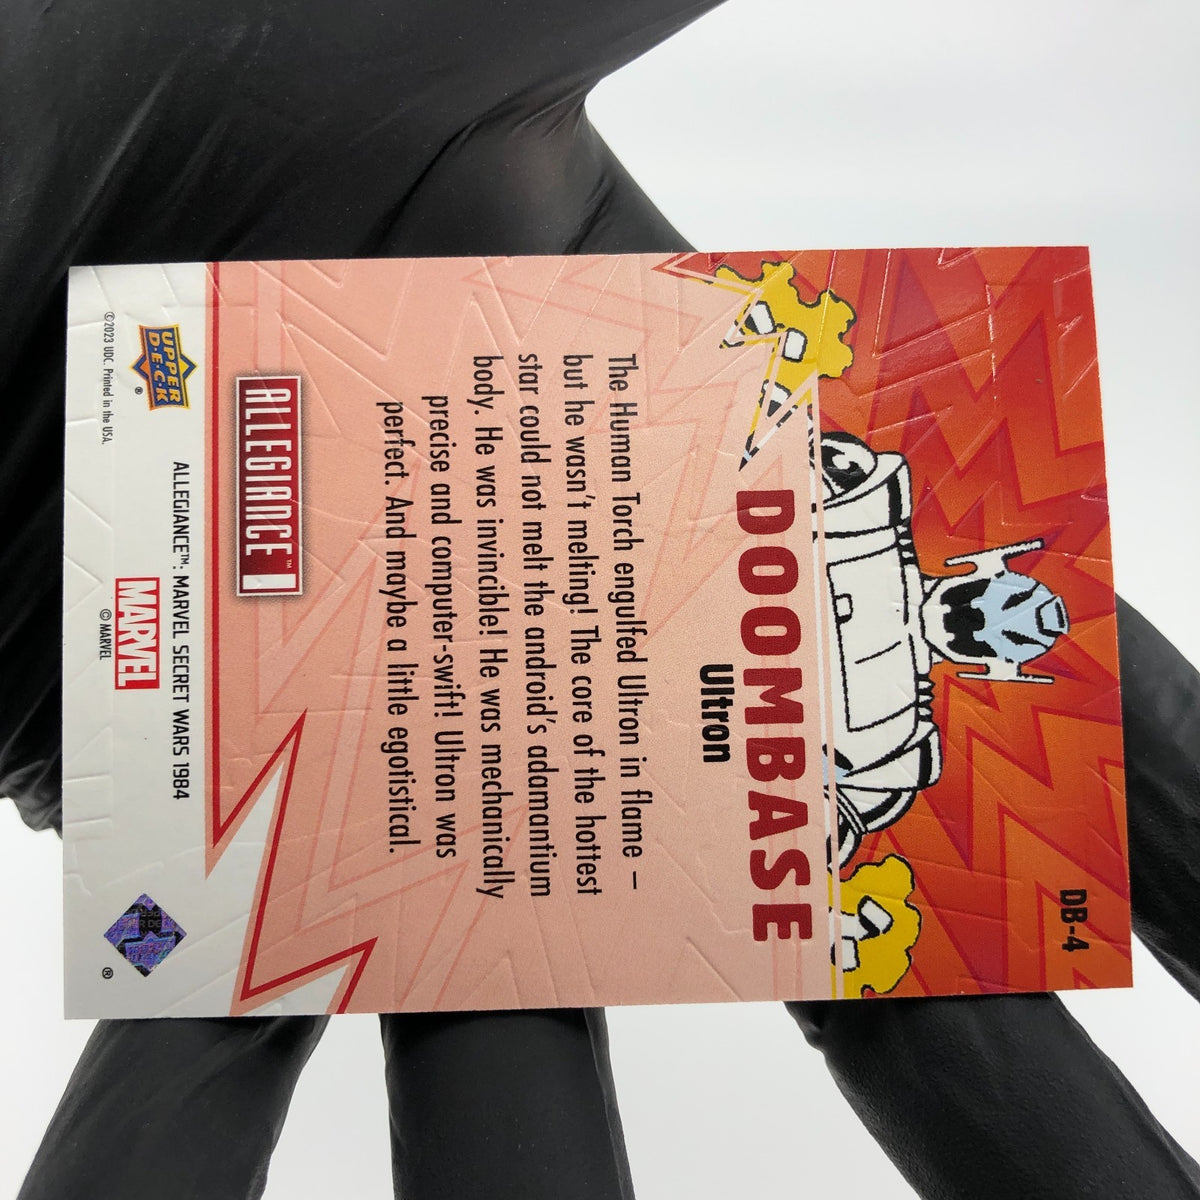 DB-4
DOOMBASE
Ultron
The Human Torch engulfed Ultron in flame –
but he wasn't melting! The core of the hottest
star could not melt the android's adamantium
body. He was invincible! He was mechanically
precise and computer-swift! Ultron was
perfect. And maybe a little egotistical.
ALLEGIANCE™
UPPER
D·E·C·K
®
ALLEGIANCE™: MARVEL SECRET WARS 1984
MARVEL
© MARVEL
©2023 UDC. Printed in the USA.
®